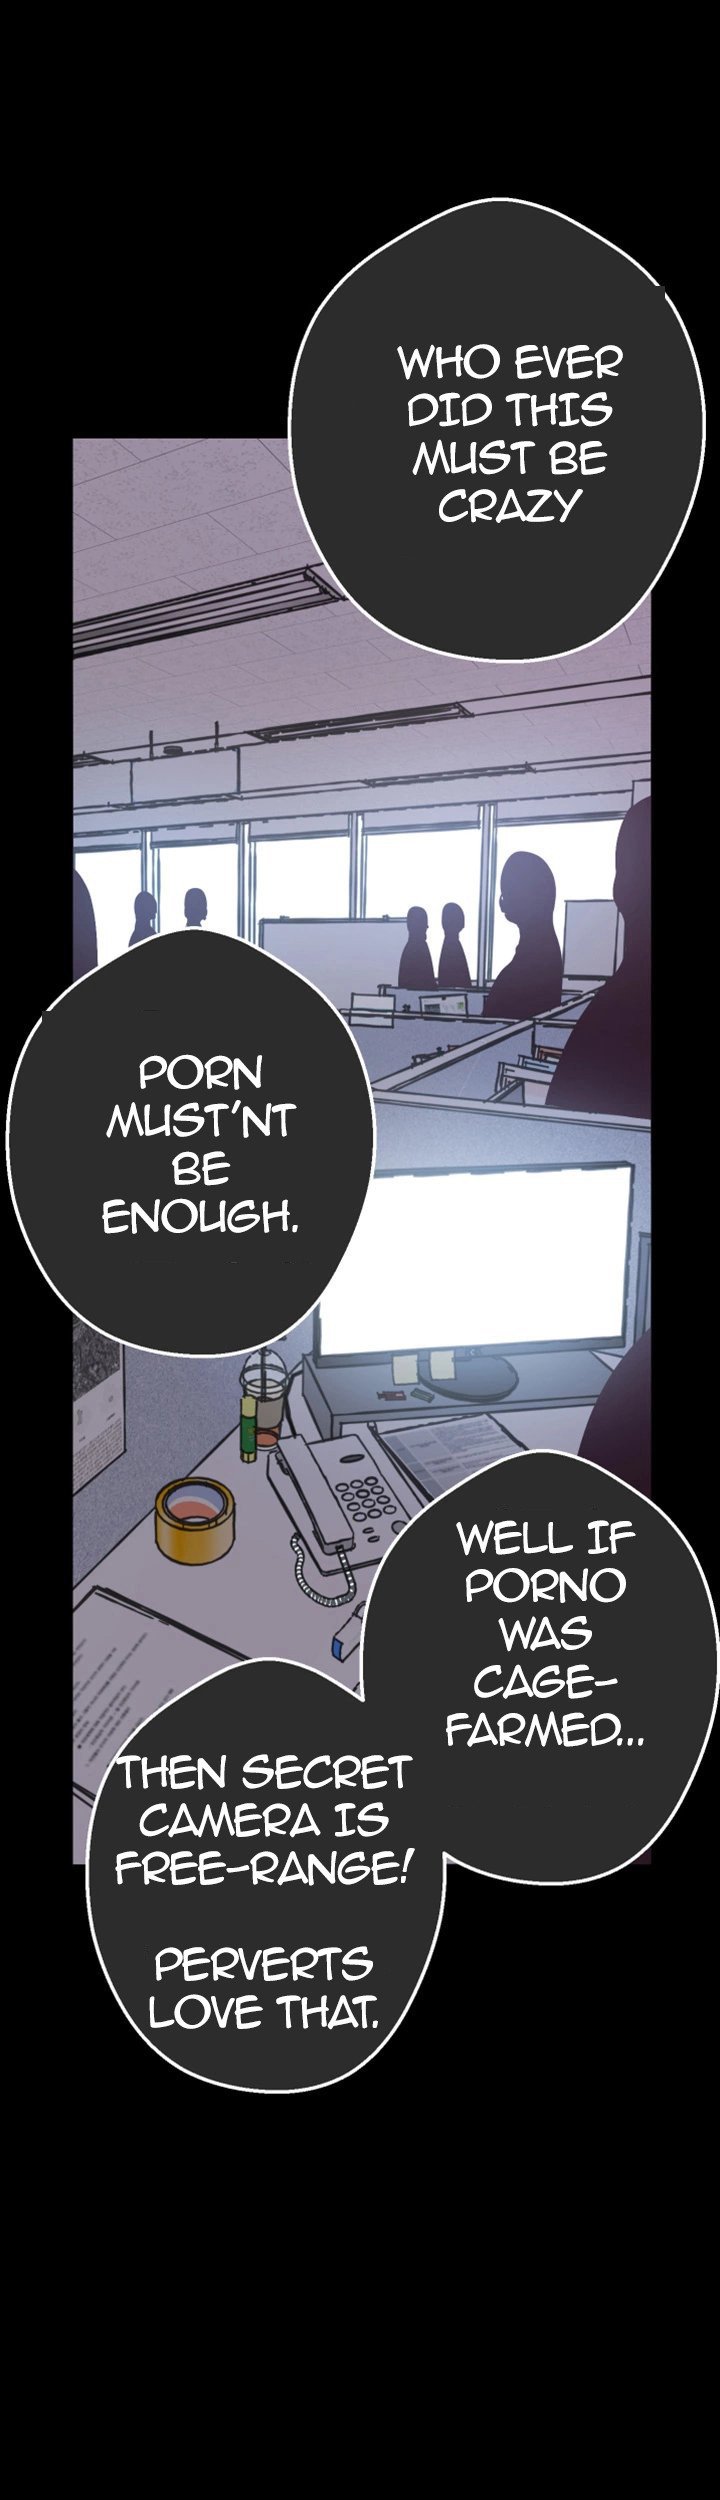 WHO EVER
DID THIS
MUST BE
CRAZY
PORN
MUST'NT
BE
ENOUGH.
WELL IF
PORNO
WAS
CAGE-
FARMED...
THEN SECRET
CAMERA IS
FREE-RANGE!
PERVERTS
LOVE THAT.